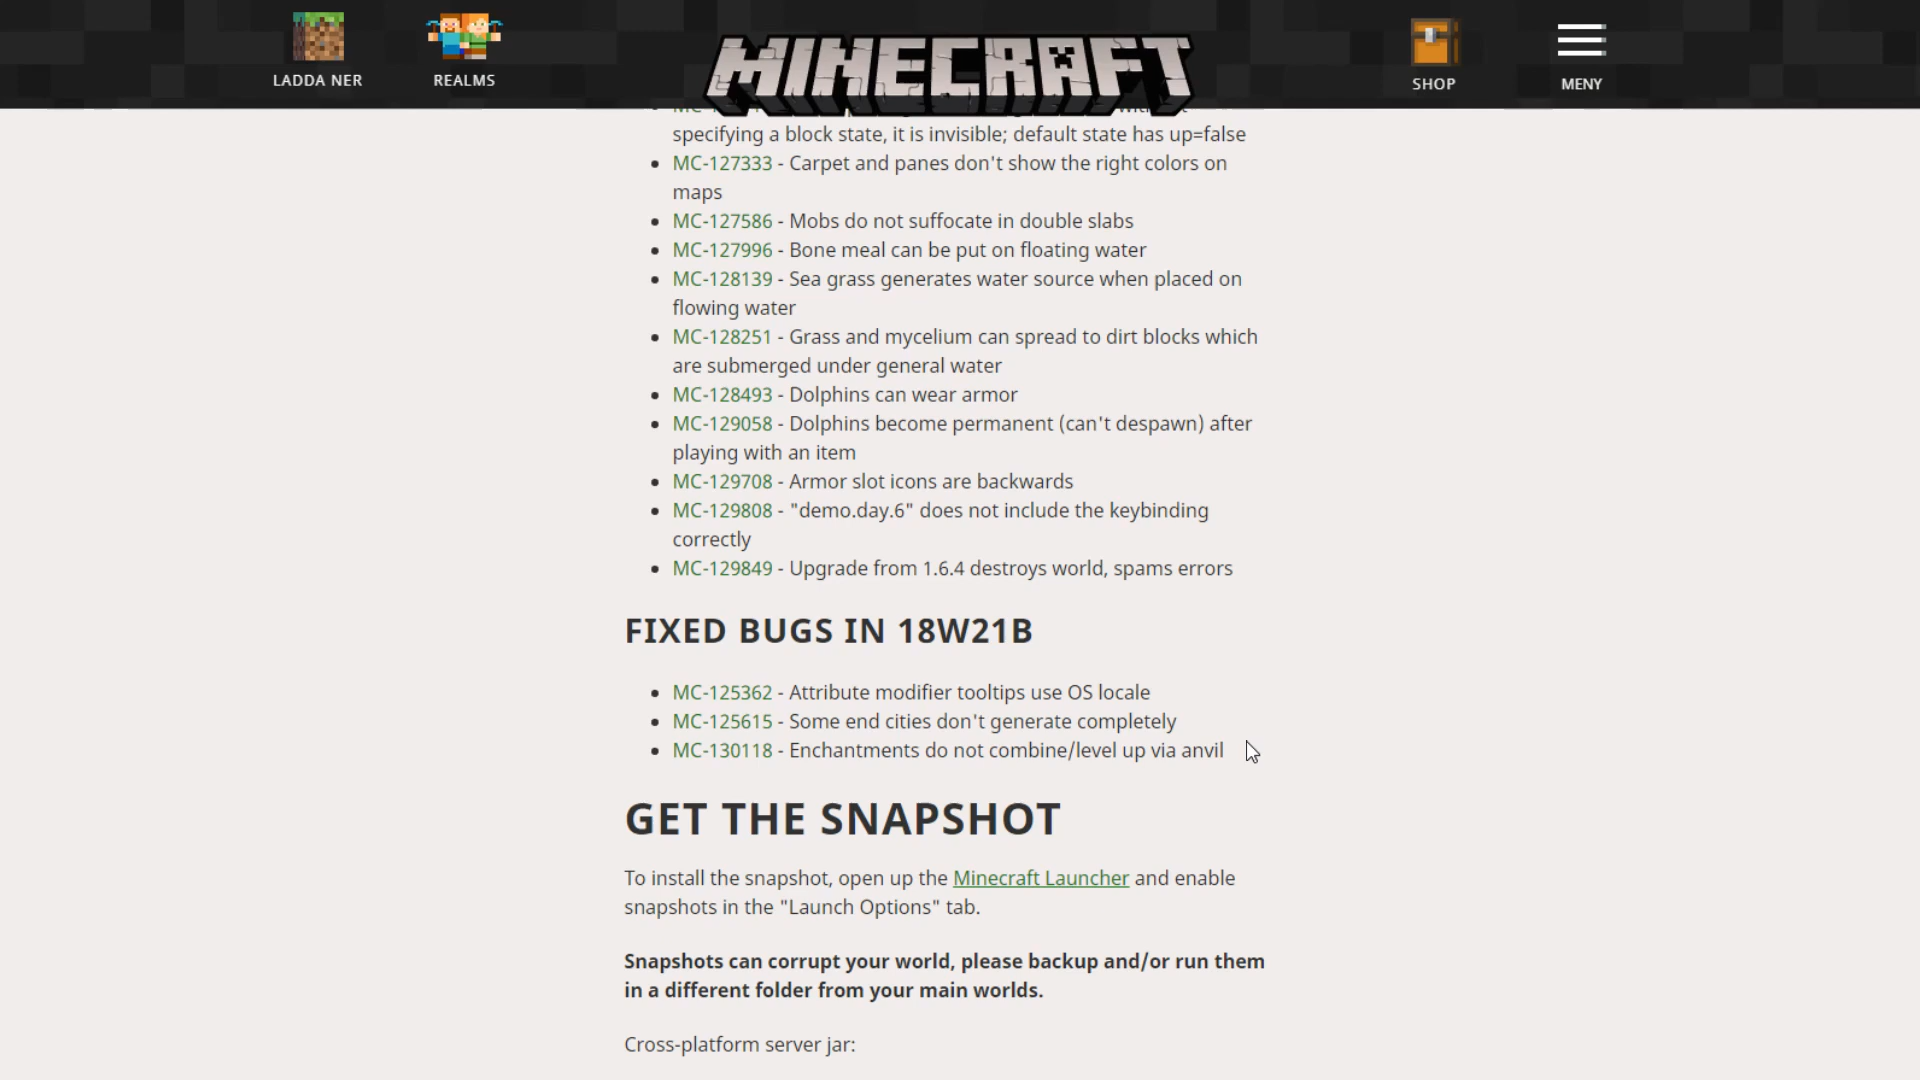 LADDA NER
REALMS
MINECRAFT
SHOP
MENY
specifying a block state, it is invisible; default state has up=false
MC-127333 - Carpet and panes don't show the right colors on
maps
MC-127586 - Mobs do not suffocate in double slabs
MC-127996 - Bone meal can be put on floating water
MC-128139 - Sea grass generates water source when placed on
flowing water
MC-128251 - Grass and mycelium can spread to dirt blocks which
are submerged under general water
MC-128493 - Dolphins can wear armor
MC-129058 - Dolphins become permanent (can't despawn) after
playing with an item
MC-129708 - Armor slot icons are backwards
MC-129808 - "demo.day.6" does not include the keybinding
correctly
MC-129849 - Upgrade from 1.6.4 destroys world, spams errors
FIXED BUGS IN 18W21B
MC-125362 - Attribute modifier tooltips use OS locale
MC-125615 - Some end cities don't generate completely
MC-130118 - Enchantments do not combine/level up via anvil
GET THE SNAPSHOT
To install the snapshot, open up the Minecraft Launcher and enable
snapshots in the "Launch Options" tab.
Snapshots can corrupt your world, please backup and/or run them
in a different folder from your main worlds.
Cross-platform server jar: